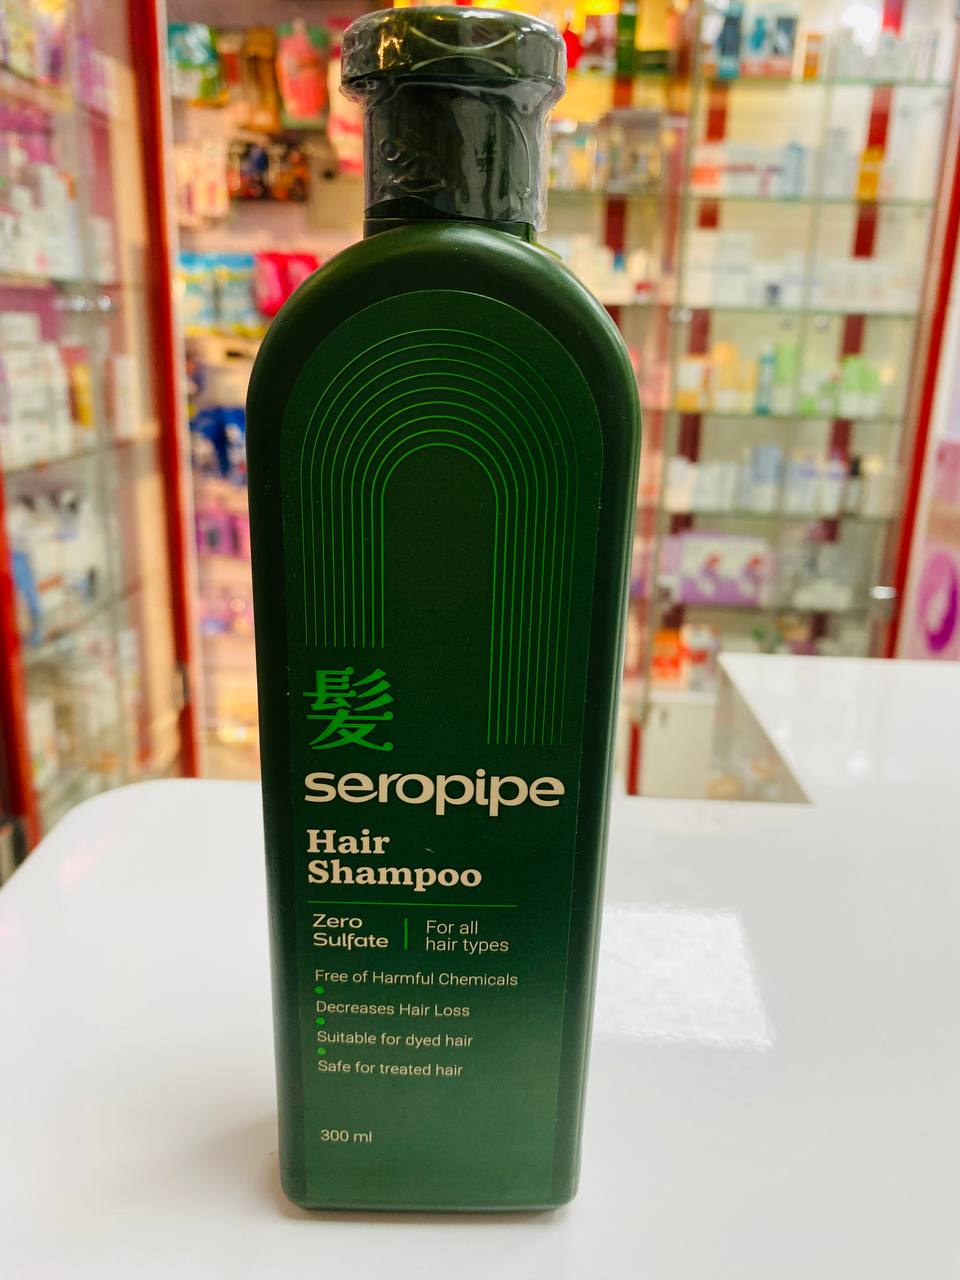 髪
seropipe
Hair
Shampoo
Zero
Sulfate
For all
hair types
Free of Harmful Chemicals
Decreases Hair Loss
Suitable for dyed hair
Safe for treated hair
300 ml